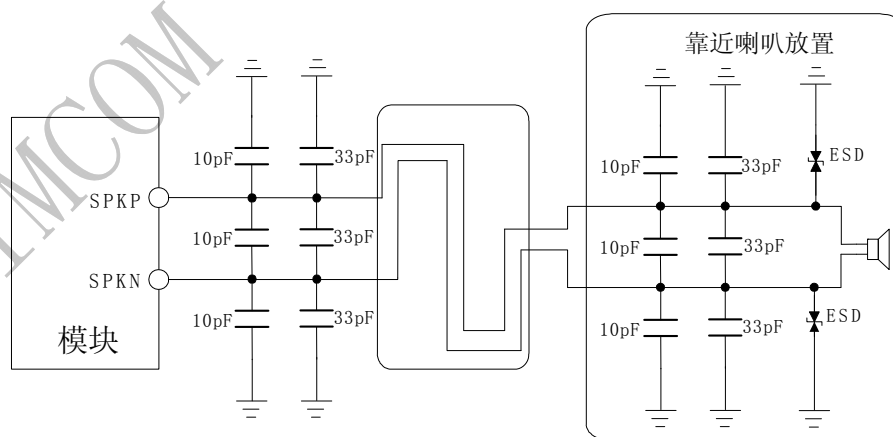 靠近喇叭放置
10pF 33pF 10pF 33pF ESD
SPKP
10pF 33pF 10pF 33pF
SPKN
10pF 33pF 10pF 33pF ESD
模块